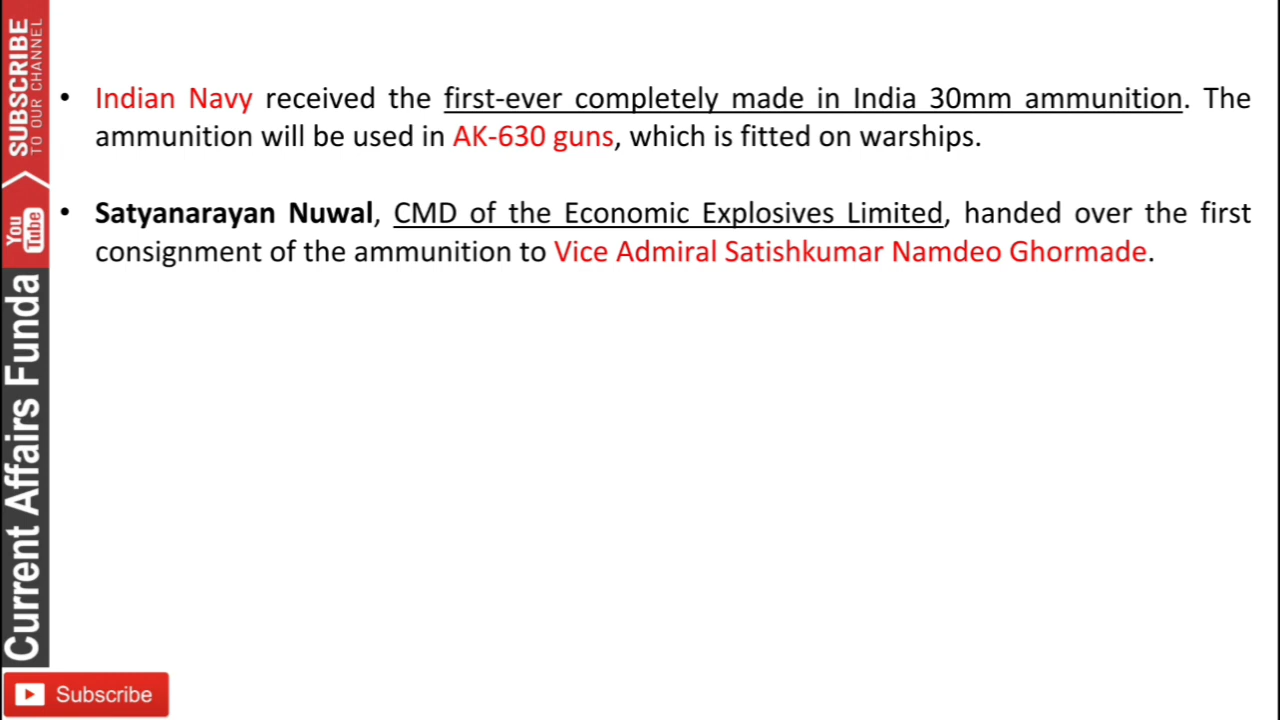 SUBSCRIBE
TO OUR CHANNEL
You
Tube
Current Affairs Funda
• Indian Navy received the first-ever completely made in India 30mm ammunition. The
ammunition will be used in AK-630 guns, which is fitted on warships.
• Satyanarayan Nuwal, CMD of the Economic Explosives Limited, handed over the first
consignment of the ammunition to Vice Admiral Satishkumar Namdeo Ghormade.
Subscribe